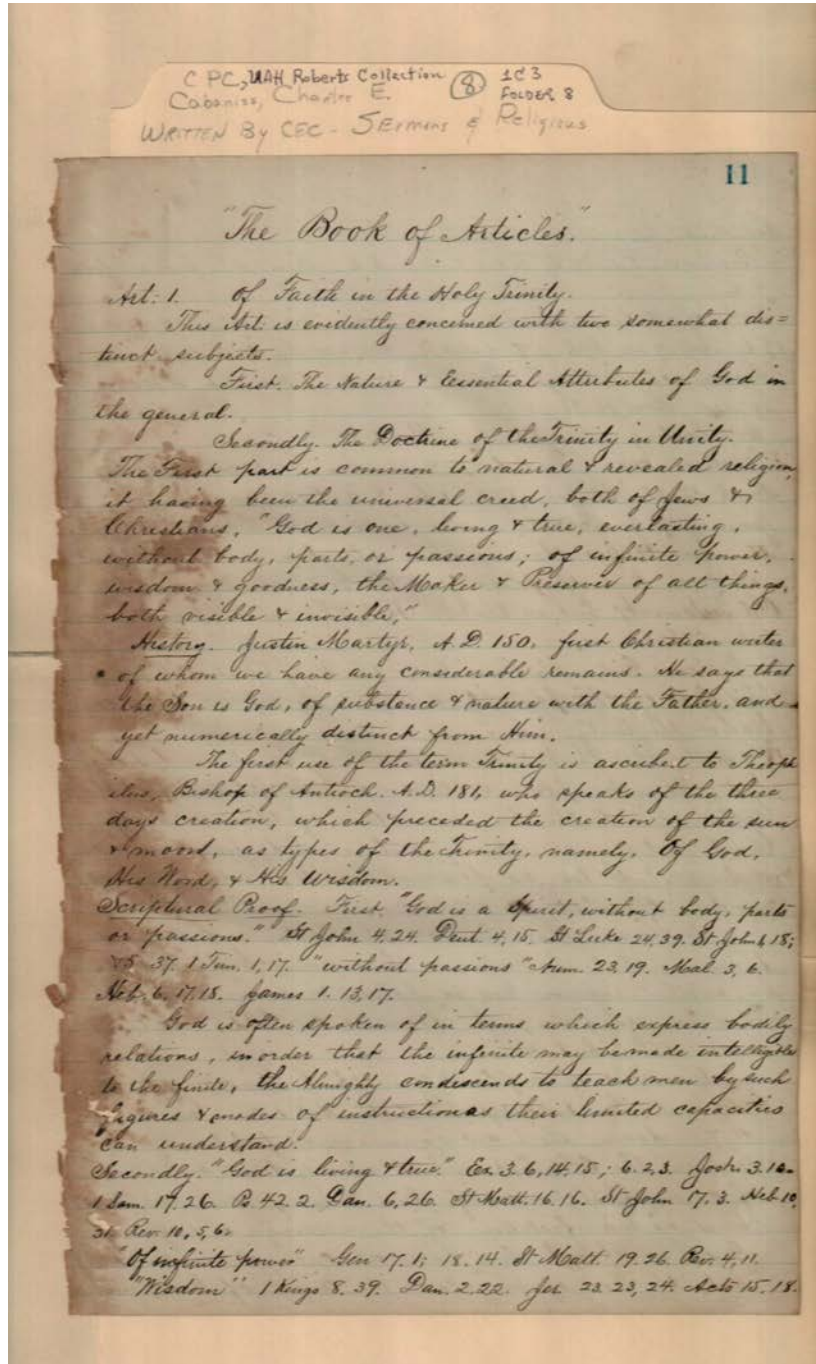 CPC, UAH Roberts Collection 8 1C3
Cabaniss, Charles E. FOLDER 8
WRITTEN By CEC - SERmons & Religious
11
"The Book of Articles."
Art: 1. Of Faith in the Holy Trinity.
This Art. is evidently concerned with two somewhat dis=
tinct subjects.
First. The Nature & Eessential Attributes of God in
the general.
Secondly. The Doctrine of the Trinity in Unity.
The First part is common to natural & revealed religion,
it having been the universal creed, both of Jews &
Christians, "God is one, living & true, everlasting,
without body, parts, or passions; of infinite power,
wisdom & goodness, the Maker & Preserver of all things,
both visible & invisible,"
History. Justin Martyr, A.D. 150, first Christian writer
of whom we have any considerable remains. He says that
the Son is God, of substance & nature with the Father, and
yet numerically distinct from Him.
The first use of the term Trinity is ascribed to Theoph
ilus, Bishop of Antioch. A.D. 181, who speaks of the three
days creation, which preceded the creation of the sun
& moon, as types of the Trinity, namely, Of God,
His Word, & His Wisdom.
Scriptural Proof. First. "God is a Spirit, without body, parts
or passions." St John 4,24. Deut. 4,15. St Luke 24,39. St John 1,18;
5.37. 1 Tim. 1,17. "without passions" Num. 23.19. Mal. 3,6.
Heb. 6.17.18. James 1.13,17.
God is often spoken of in terms which express bodily
relations, in order that the infinite may be made intelligible
to the finite, the Almighty condiscends to teach men by such
figures & modes of instruction as their limited capacities
can understand.
Secondly. "God is living & true." Ex. 3.6,14,15; 6.2,3. Josh. 3.10
1 Sam. 17.26. Ps. 42.2. Dan. 6,26. St Matt. 16.16. St John 17.3. Heb 10,
31. Rev. 10,5,6.
"Of infinite power" Gen 17.1; 18.14. St Matt. 19.26. Rev. 4,11.
"Wisdom" 1 Kings 8.39. Dan. 2.22. Jer. 23.23,24. Acts 15.18.